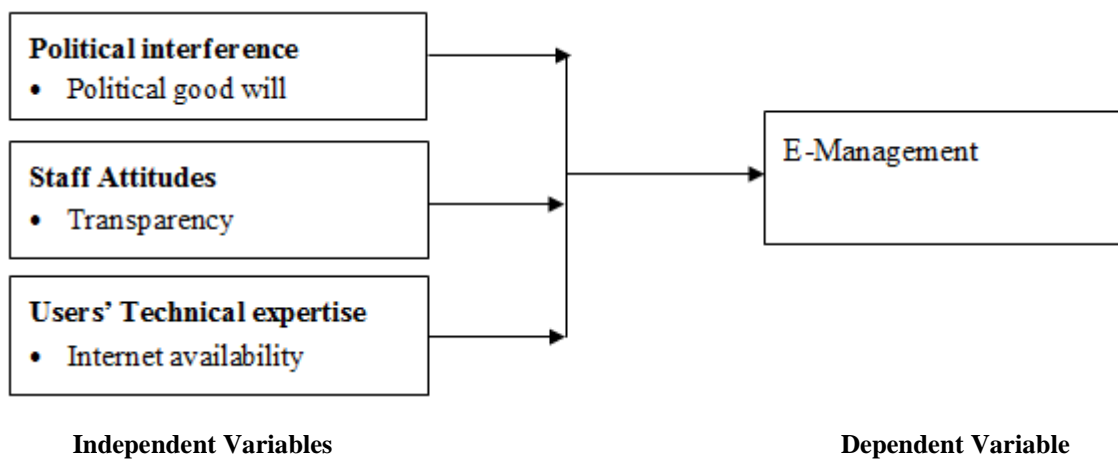 Political interference
• Political good will
Staff Attitudes
• Transparency
Users’ Technical expertise
• Internet availability
E-Management
Independent Variables
Dependent Variable